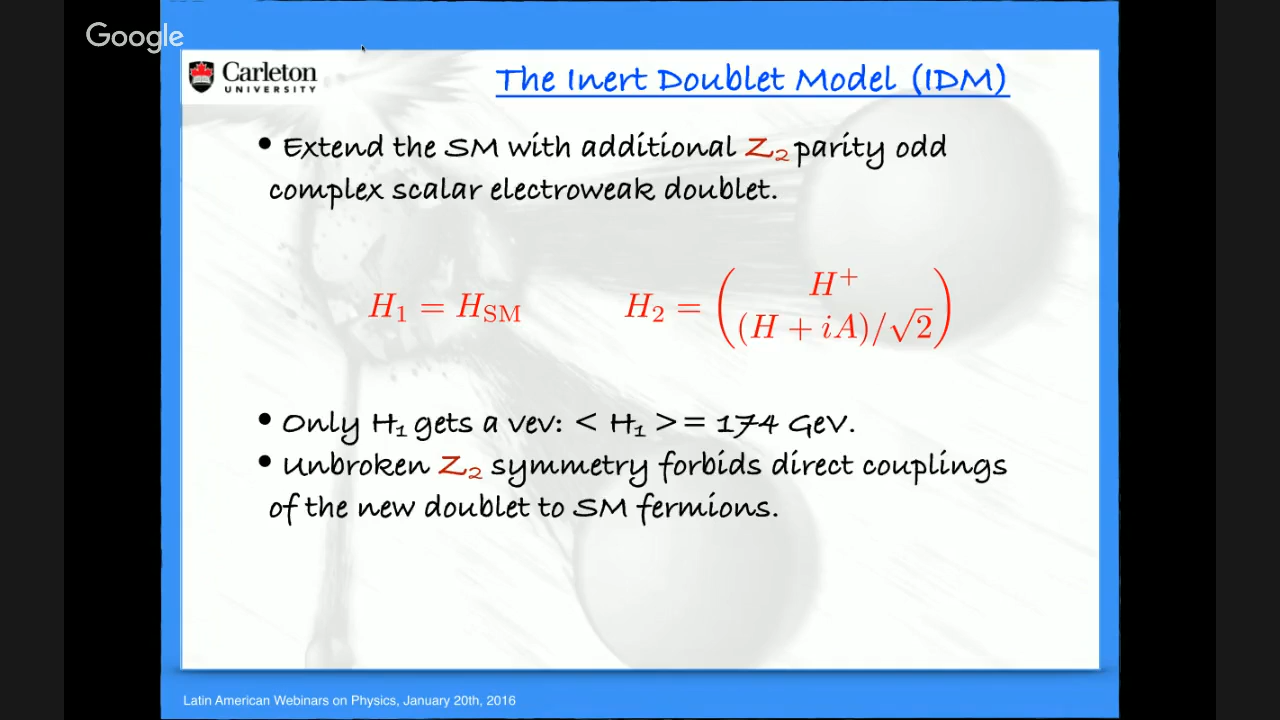 Google
Carleton
UNIVERSITY
The Inert Doublet Model (IDM)
• Extend the SM with additional Z₂ parity odd
complex scalar electroweak doublet.
H₁ = H_SM
H₂ = ( H⁺
(H + iA)/√2 )
• Only H₁ gets a vev: < H₁ > = 174 GeV.
• Unbroken Z₂ symmetry forbids direct couplings
of the new doublet to SM fermions.
Latin American Webinars on Physics, January 20th, 2016